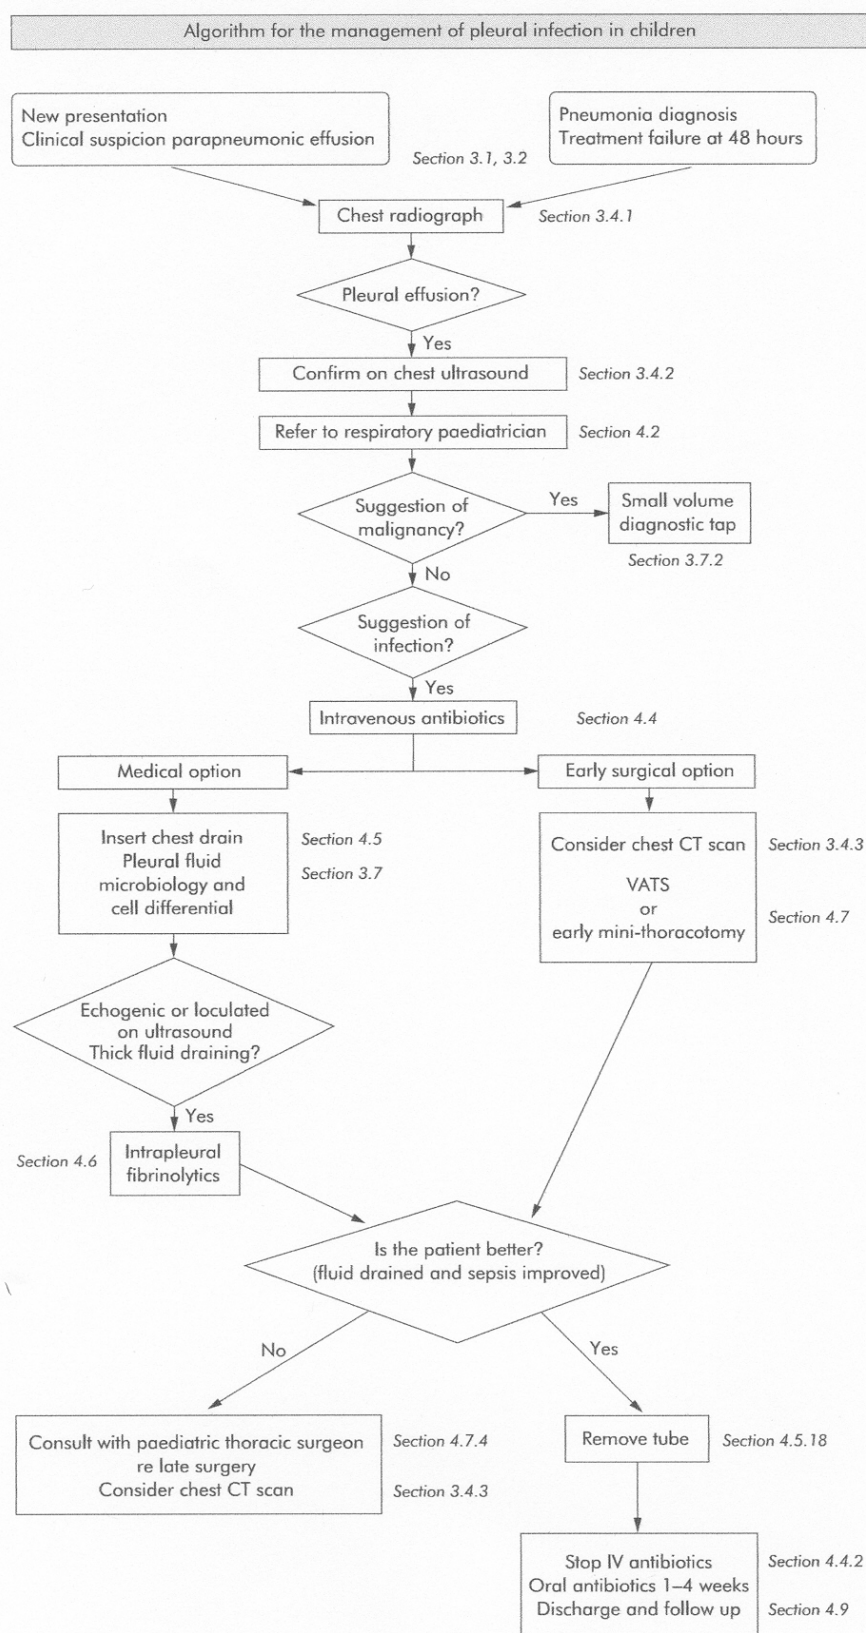 Algorithm for the management of pleural infection in children
New presentation
Clinical suspicion parapneumonic effusion
Pneumonia diagnosis
Treatment failure at 48 hours
Section 3.1, 3.2
Chest radiograph
Section 3.4.1
Pleural effusion?
Yes
Confirm on chest ultrasound
Section 3.4.2
Refer to respiratory paediatrician
Section 4.2
Suggestion of
malignancy?
Yes
Small volume
diagnostic tap
Section 3.7.2
No
Suggestion of
infection?
Yes
Intravenous antibiotics
Section 4.4
Medical option
Early surgical option
Insert chest drain
Pleural fluid
microbiology and
cell differential
Section 4.5
Section 3.7
Consider chest CT scan
VATS
or
early mini-thoracotomy
Section 3.4.3
Section 4.7
Echogenic or loculated
on ultrasound
Thick fluid draining?
Yes
Section 4.6
Intrapleural
fibrinolytics
Is the patient better?
(fluid drained and sepsis improved)
No
Yes
Consult with paediatric thoracic surgeon
re late surgery
Consider chest CT scan
Section 4.7.4
Section 3.4.3
Remove tube
Section 4.5.18
Stop IV antibiotics
Oral antibiotics 1–4 weeks
Discharge and follow up
Section 4.4.2
Section 4.9